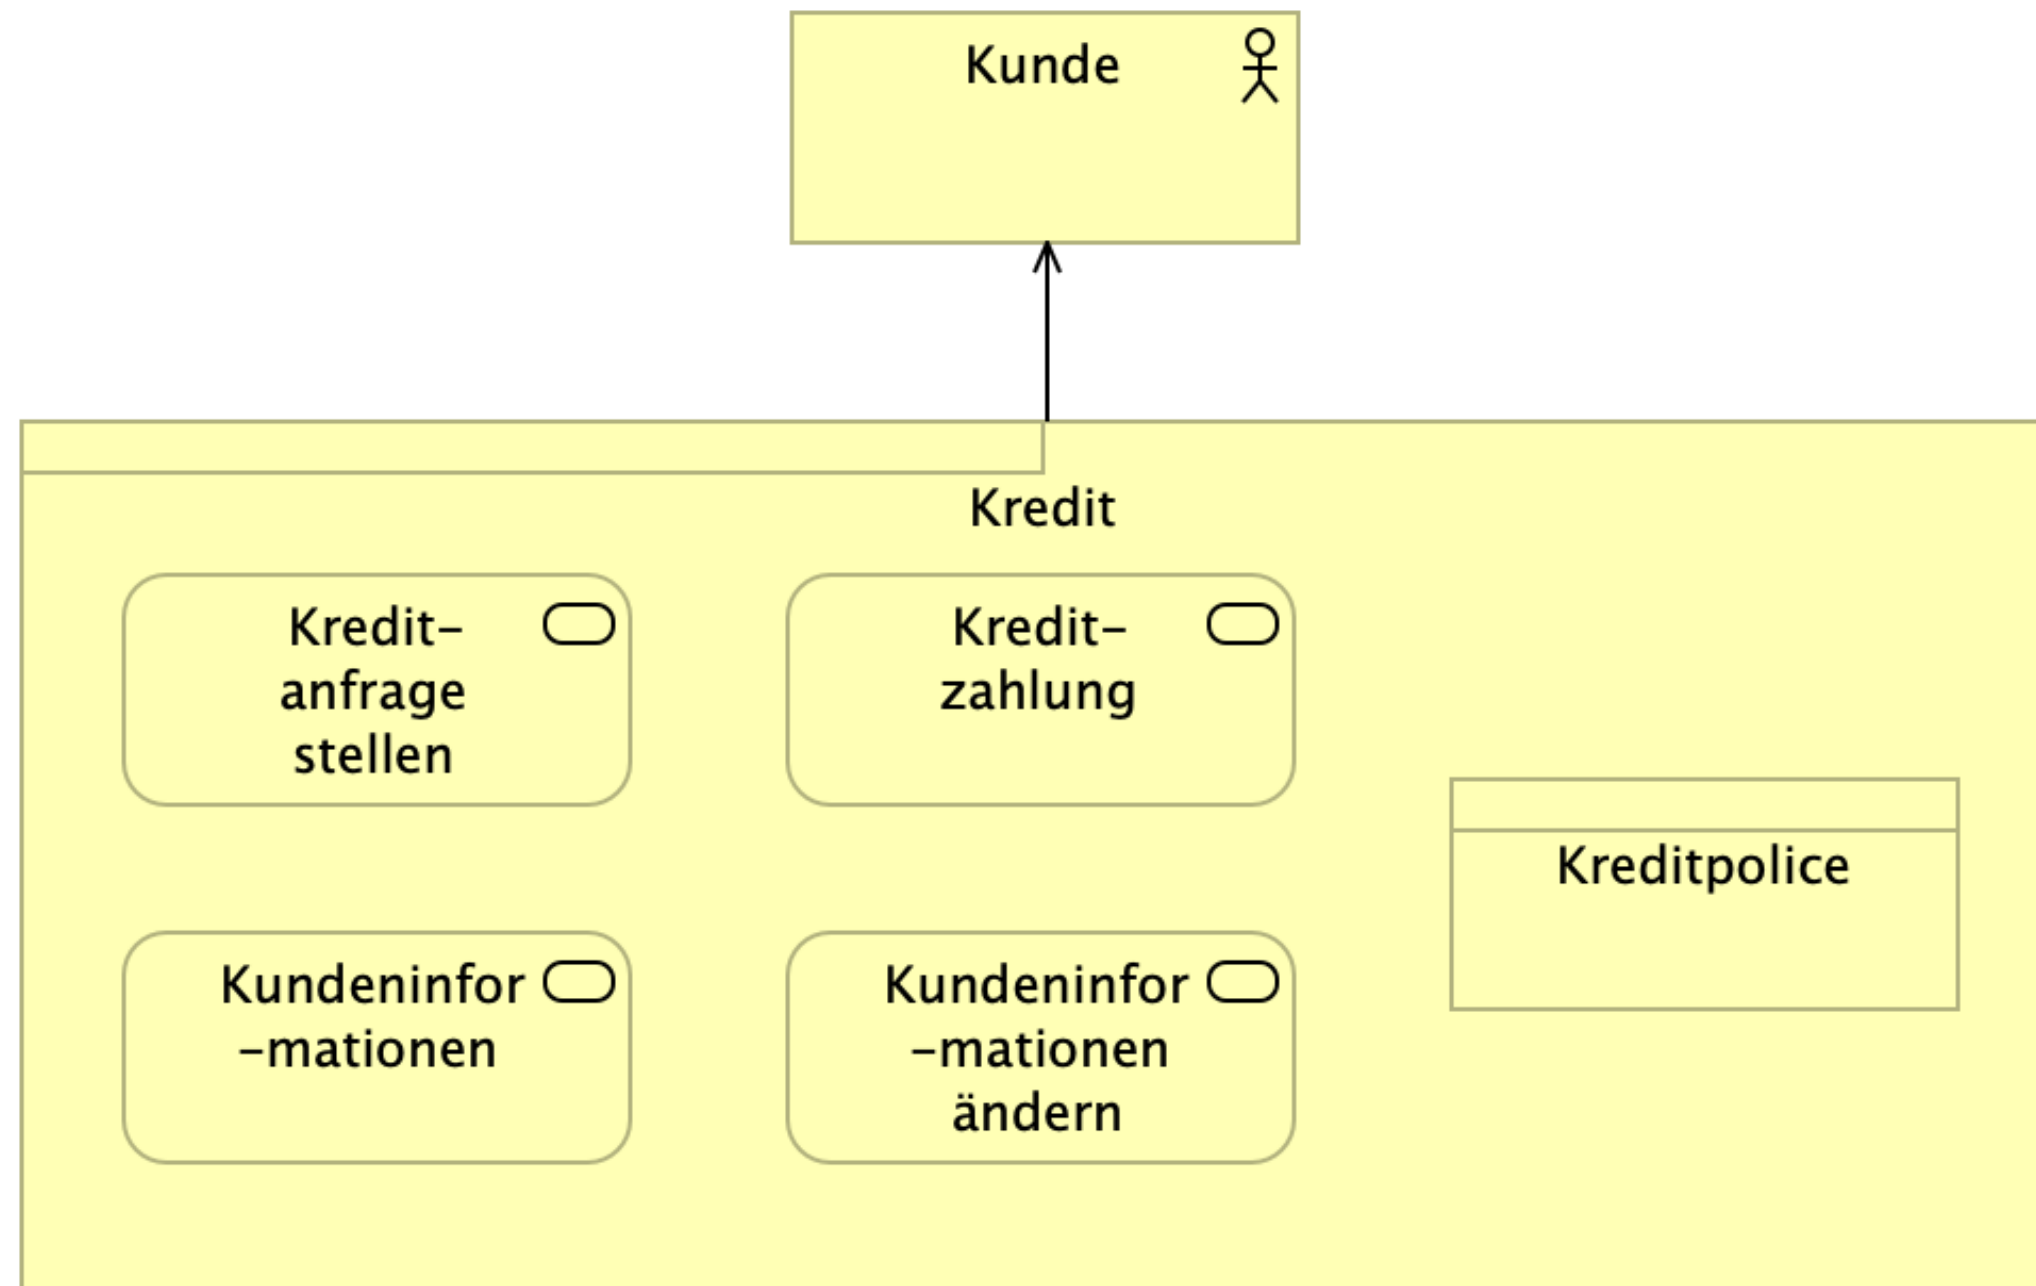 Kunde
Kredit
Kredit-
anfrage
stellen
Kredit-
zahlung
Kreditpolice
Kundeninfor
-mationen
Kundeninfor
-mationen
ändern